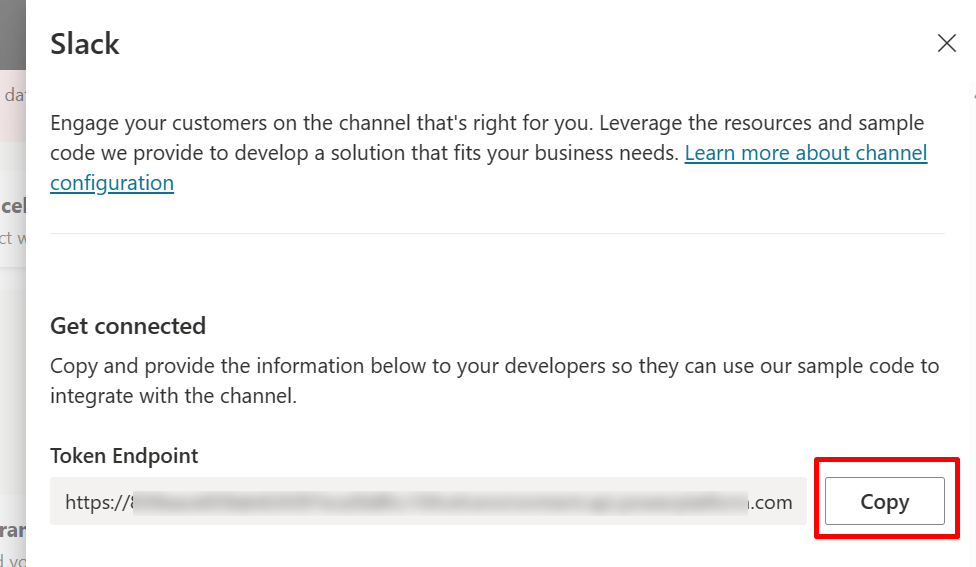 Slack
Engage your customers on the channel that's right for you. Leverage the resources and sample
code we provide to develop a solution that fits your business needs. Learn more about channel
configuration
Get connected
Copy and provide the information below to your developers so they can use our sample code to
integrate with the channel.
Token Endpoint
https:// .com
Copy